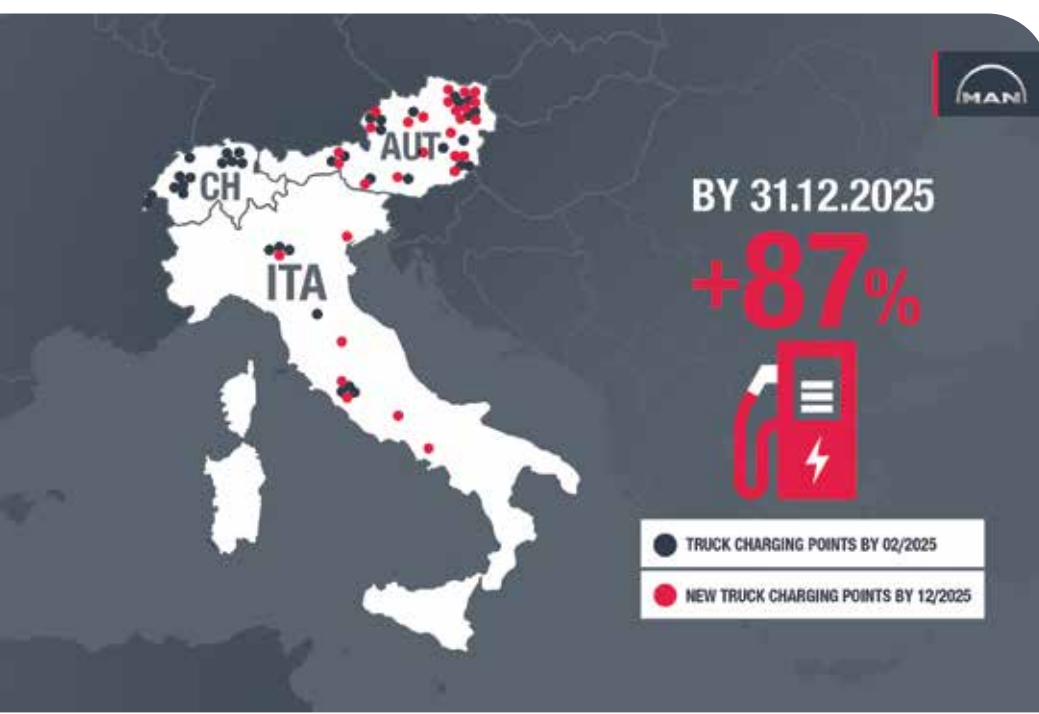 MAN
AUT
CH
ITA
BY 31.12.2025
+87%
TRUCK CHARGING POINTS BY 02/2025
NEW TRUCK CHARGING POINTS BY 12/2025